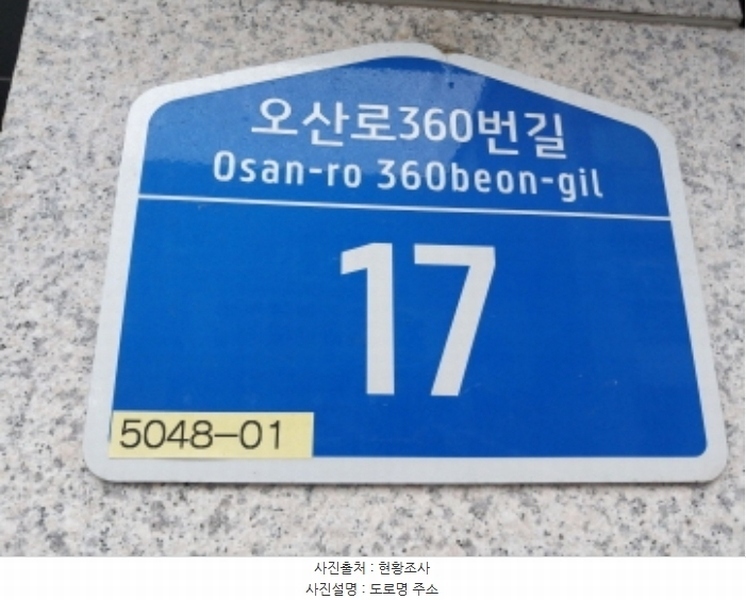 오산로360번길
Osan-ro 360beon-gil
17
5048-01
사진출처 : 현황조사
사진설명 : 도로명 주소